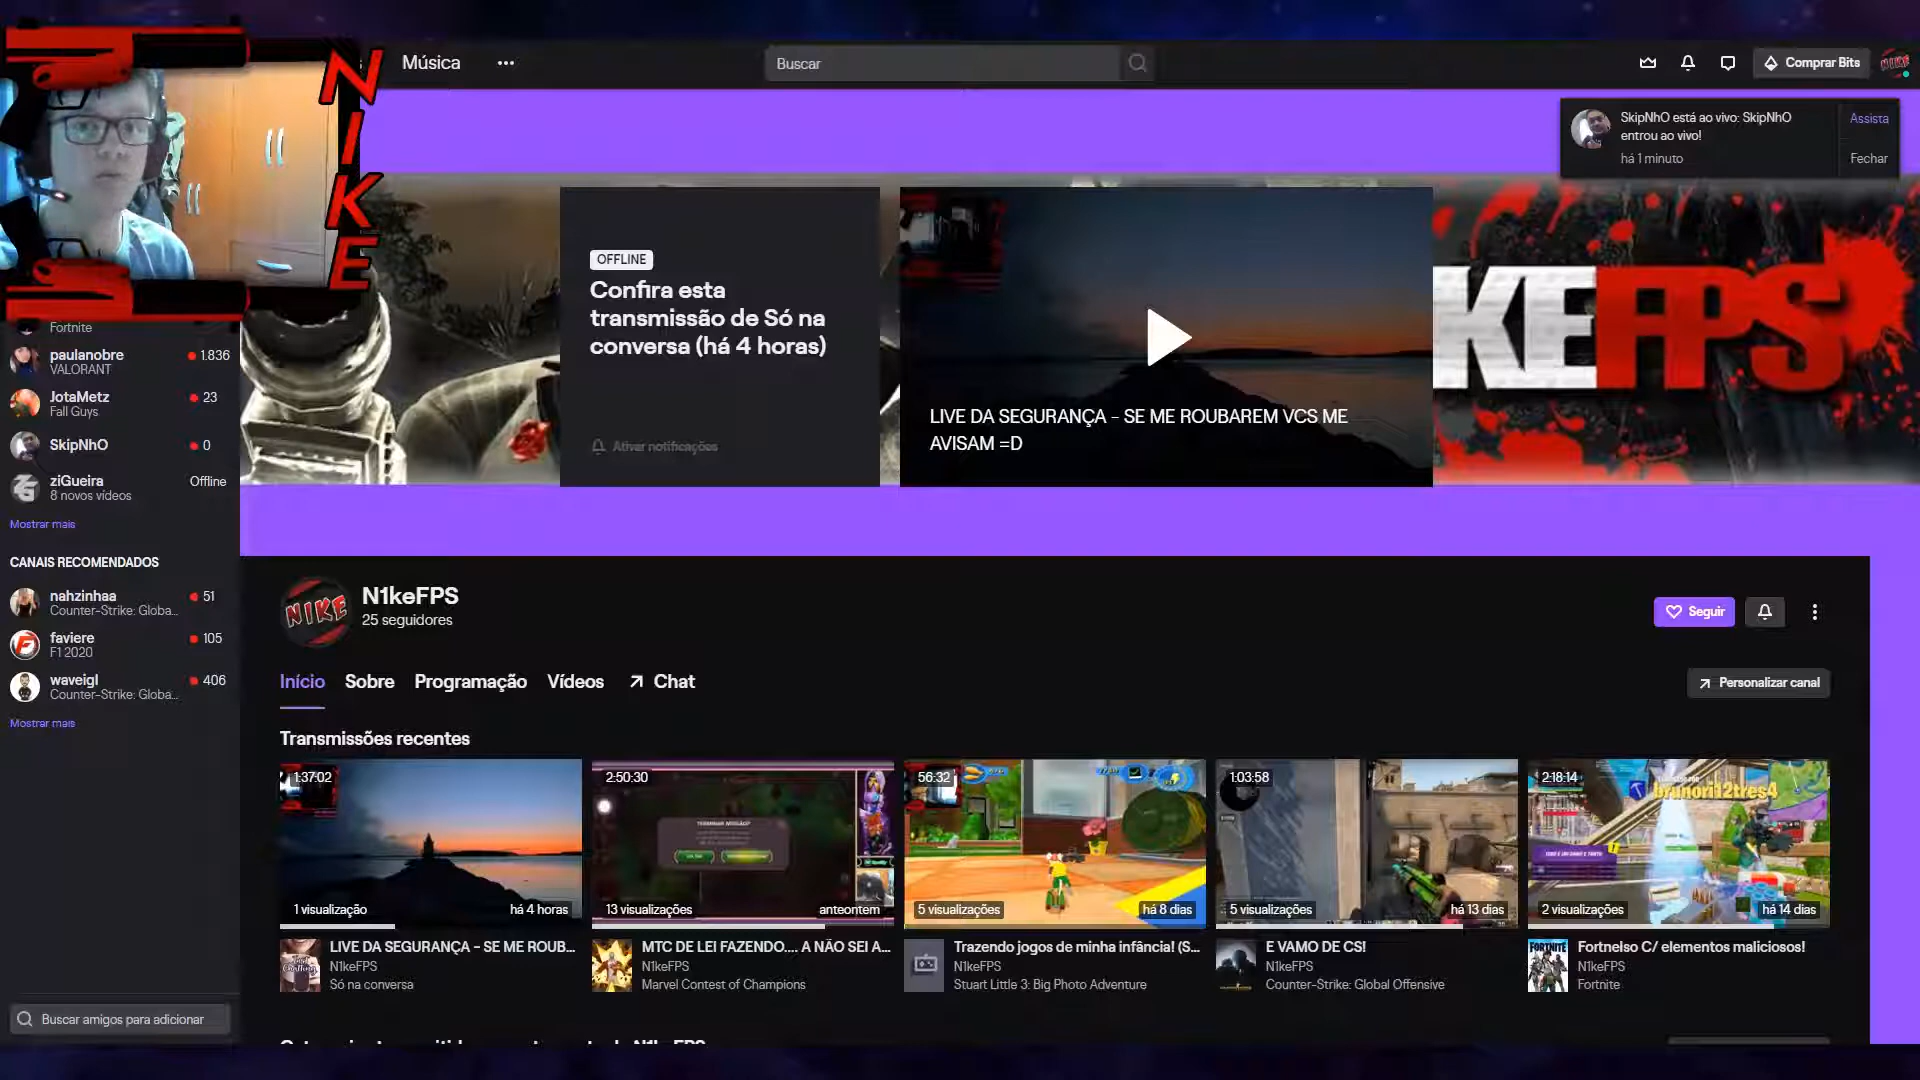 NIKE
Música
Buscar
Comprar Bits
NIKE
SkipNhO está ao vivo: SkipNhO
entrou ao vivo!
há 1 minuto
Assista
Fechar
OFFLINE
Confira esta
transmissão de Só na
conversa (há 4 horas)
Ativar notificações
LIVE DA SEGURANÇA - SE ME ROUBAREM VCS ME
AVISAM =D
KEFPS
Fortnite
paulanobre
1.836
VALORANT
JotaMetz
23
Fall Guys
SkipNhO
0
ziGueira
Offline
8 novos vídeos
Mostrar mais
CANAIS RECOMENDADOS
nahzinhaa
51
Counter-Strike: Globa...
faviere
105
F1 2020
waveigl
406
Counter-Strike: Globa...
Mostrar mais
Buscar amigos para adicionar
NIKE
N1keFPS
25 seguidores
Seguir
Início
Sobre
Programação
Vídeos
Chat
Personalizar canal
Transmissões recentes
1:37:02
1 visualização
há 4 horas
LIVE DA SEGURANÇA - SE ME ROUB...
N1keFPS
Só na conversa
2:50:30
13 visualizações
anteontem
MTC DE LEI FAZENDO.... A NÃO SEI A...
N1keFPS
Marvel Contest of Champions
56:32
5 visualizações
há 8 dias
Trazendo jogos de minha infância! (S...
N1keFPS
Stuart Little 3: Big Photo Adventure
1:03:58
5 visualizações
há 13 dias
E VAMO DE CS!
N1keFPS
Counter-Strike: Global Offensive
2:18:14
brunori12tres4
2 visualizações
há 14 dias
FORTNITE
Fortnelso C/ elementos maliciosos!
N1keFPS
Fortnite